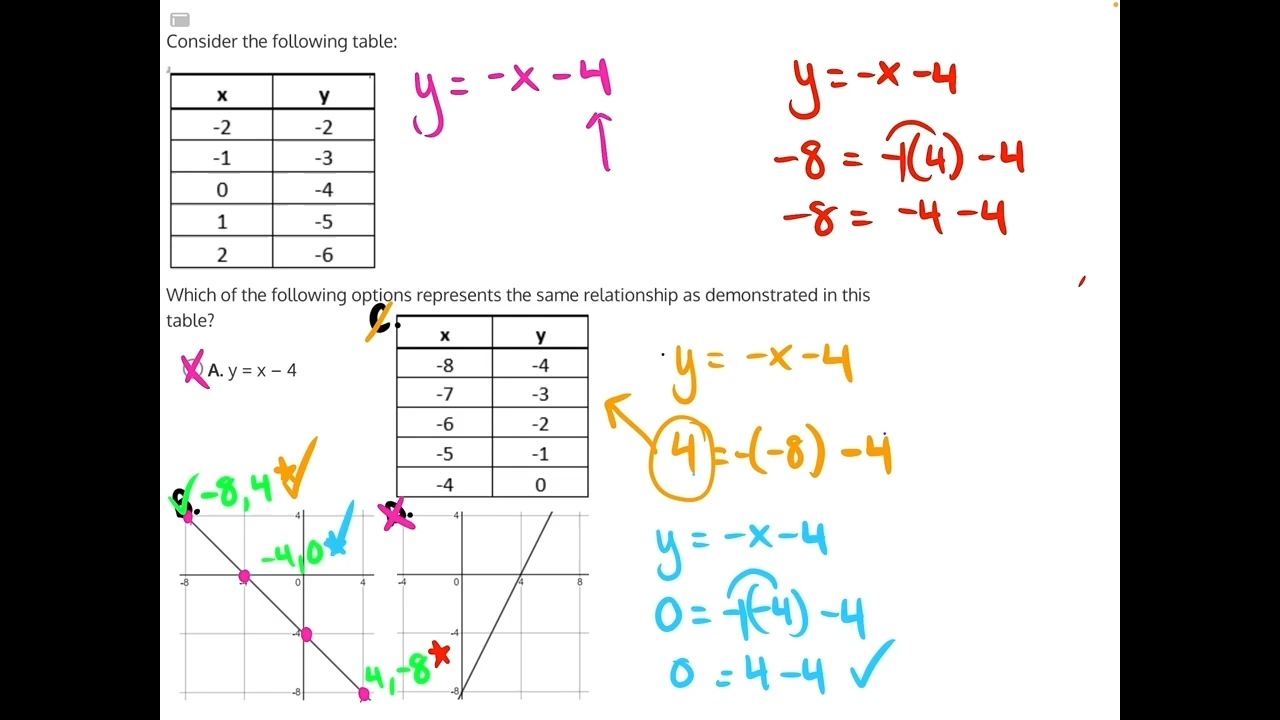 Consider the following table:
x y
-2 -2
-1 -3
0 -4
1 -5
2 -6
y = -x - 4
y = -x - 4
-8 = -1(4) - 4
-8 = -4 - 4
Which of the following options represents the same relationship as demonstrated in this
table?
A. y = x − 4
C.
x y
-8 -4
-7 -3
-6 -2
-5 -1
-4 0
y = -x - 4
4 = -(-8) - 4
y = -x - 4
0 = -1(-4) - 4
0 = 4 - 4 ✓
✓ -8, 4 ★ ✓
-4, 0 ★ ✓
4, -8 ★
4
-8 0 4
-4
-8
4
-4 0 4 8
-4
-8